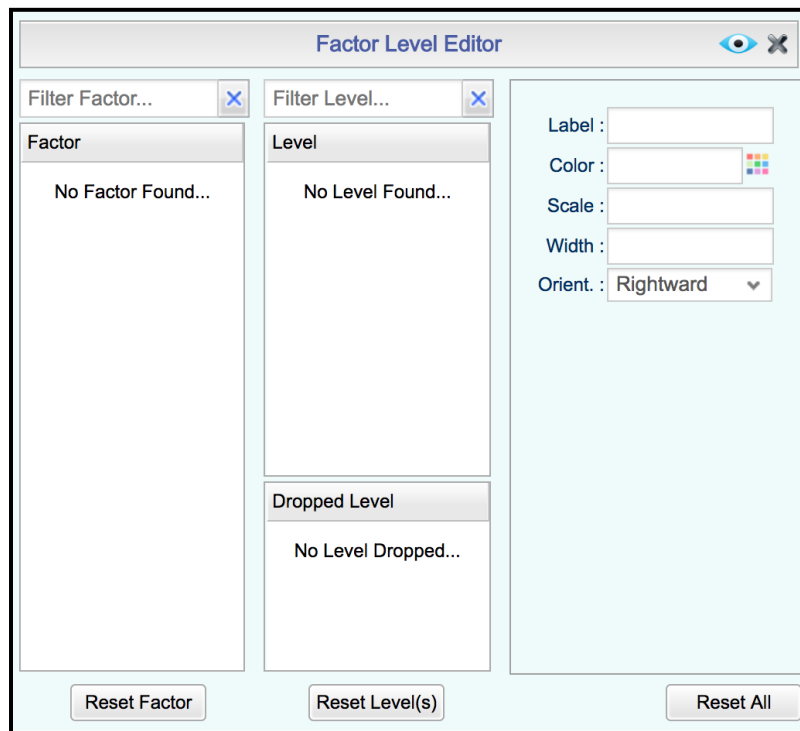 Factor Level Editor
Filter Factor...
Filter Level...
Factor
No Factor Found...
Level
No Level Found...
Dropped Level
No Level Dropped...
Label :
Color :
Scale :
Width :
Orient. : Rightward
Reset Factor
Reset Level(s)
Reset All